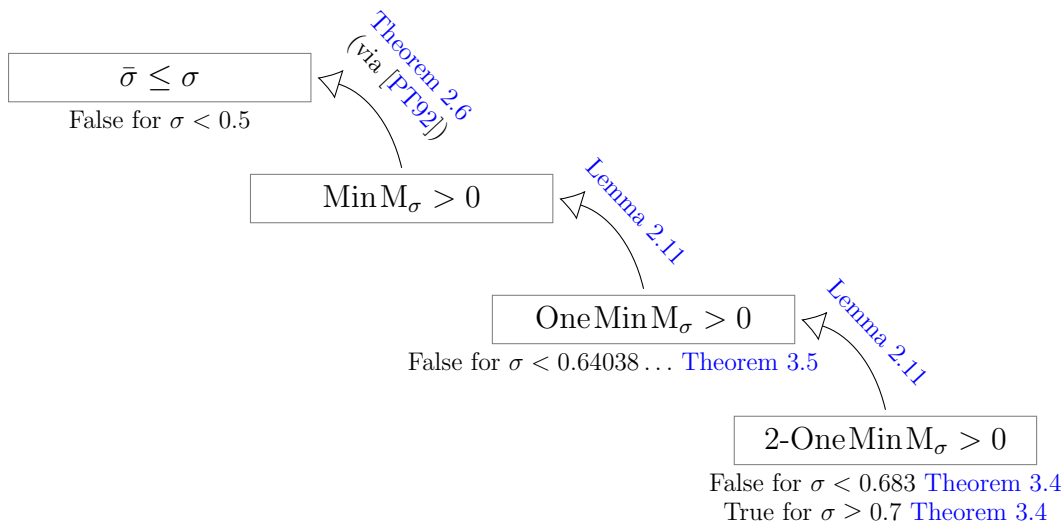 σ̄ ≤ σ
False for σ < 0.5
Theorem 2.6
(via [PT92])
MinM_σ > 0
Lemma 2.11
OneMinM_σ > 0
False for σ < 0.64038... Theorem 3.5
Lemma 2.11
2-OneMinM_σ > 0
False for σ < 0.683 Theorem 3.4
True for σ ≥ 0.7 Theorem 3.4